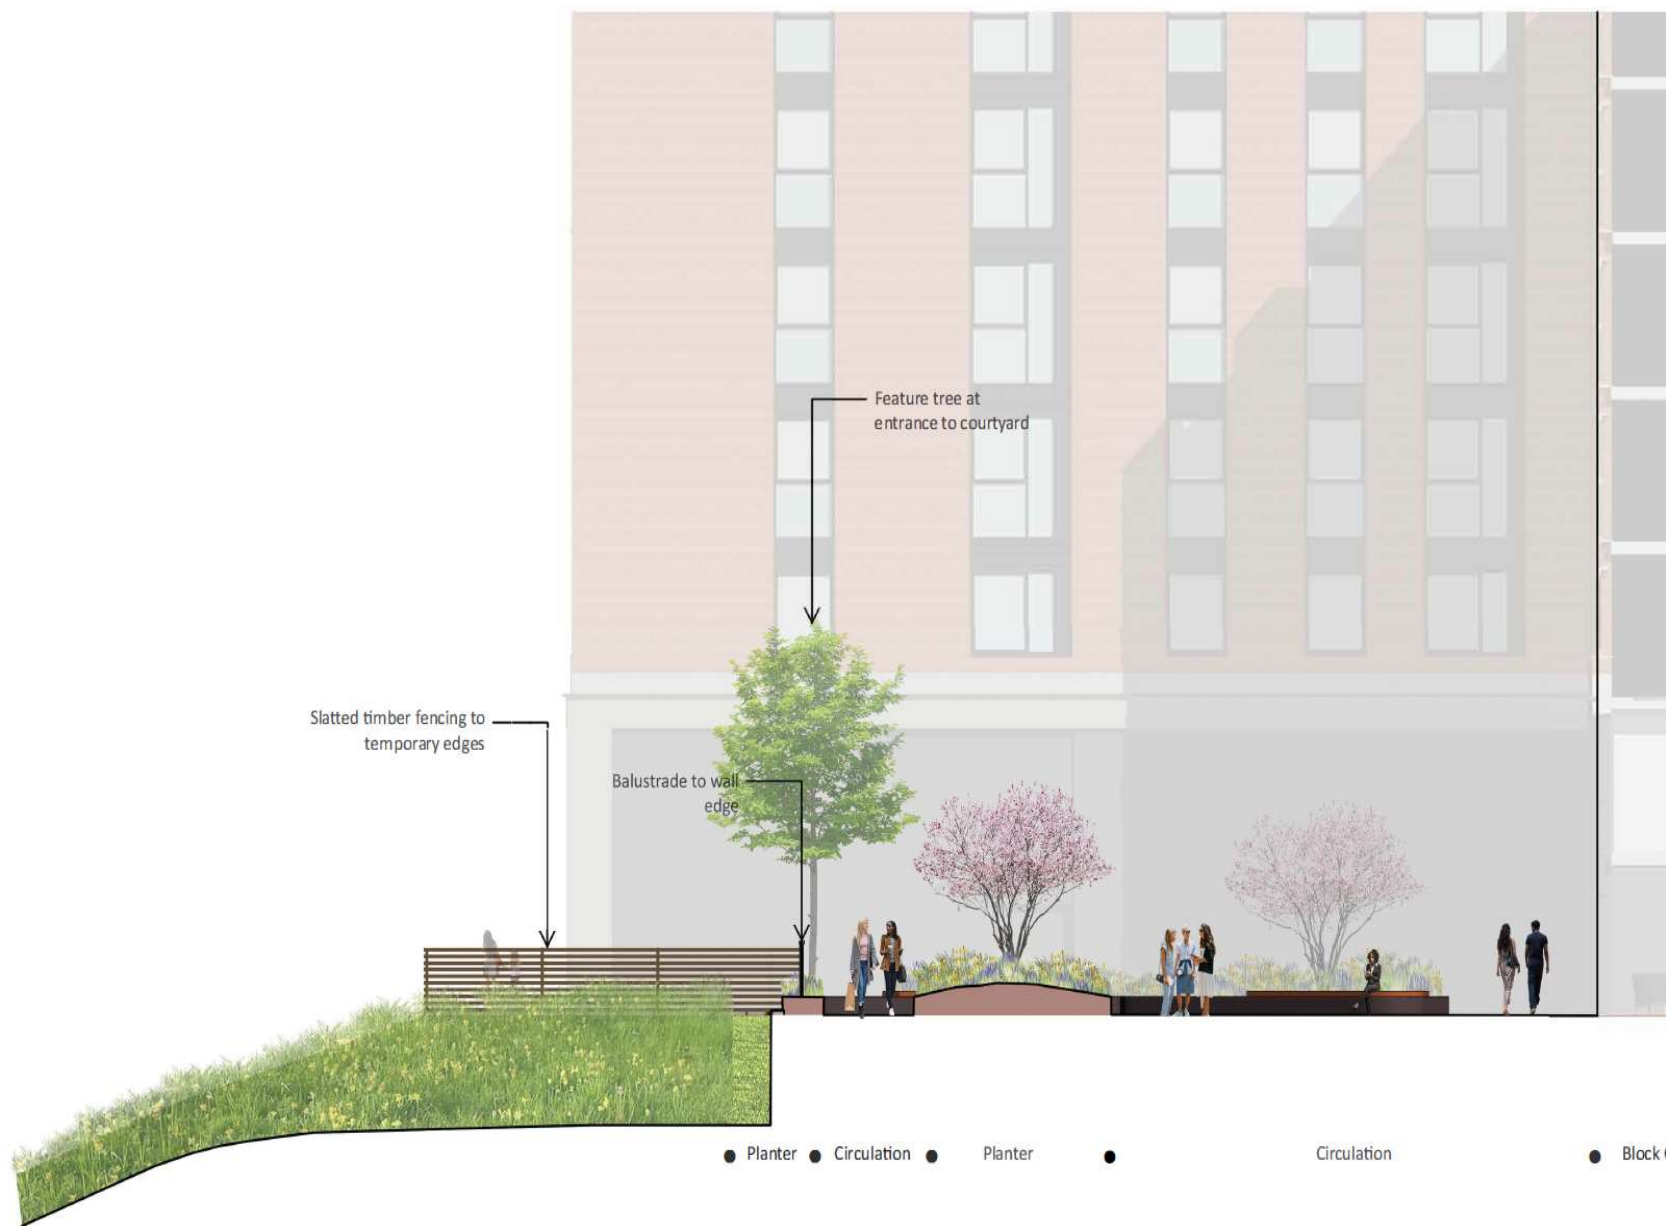 Feature tree at
entrance to courtyard
Slatted timber fencing to
temporary edges
Balustrade to wall
edge
Planter
Circulation
Planter
Circulation
Block